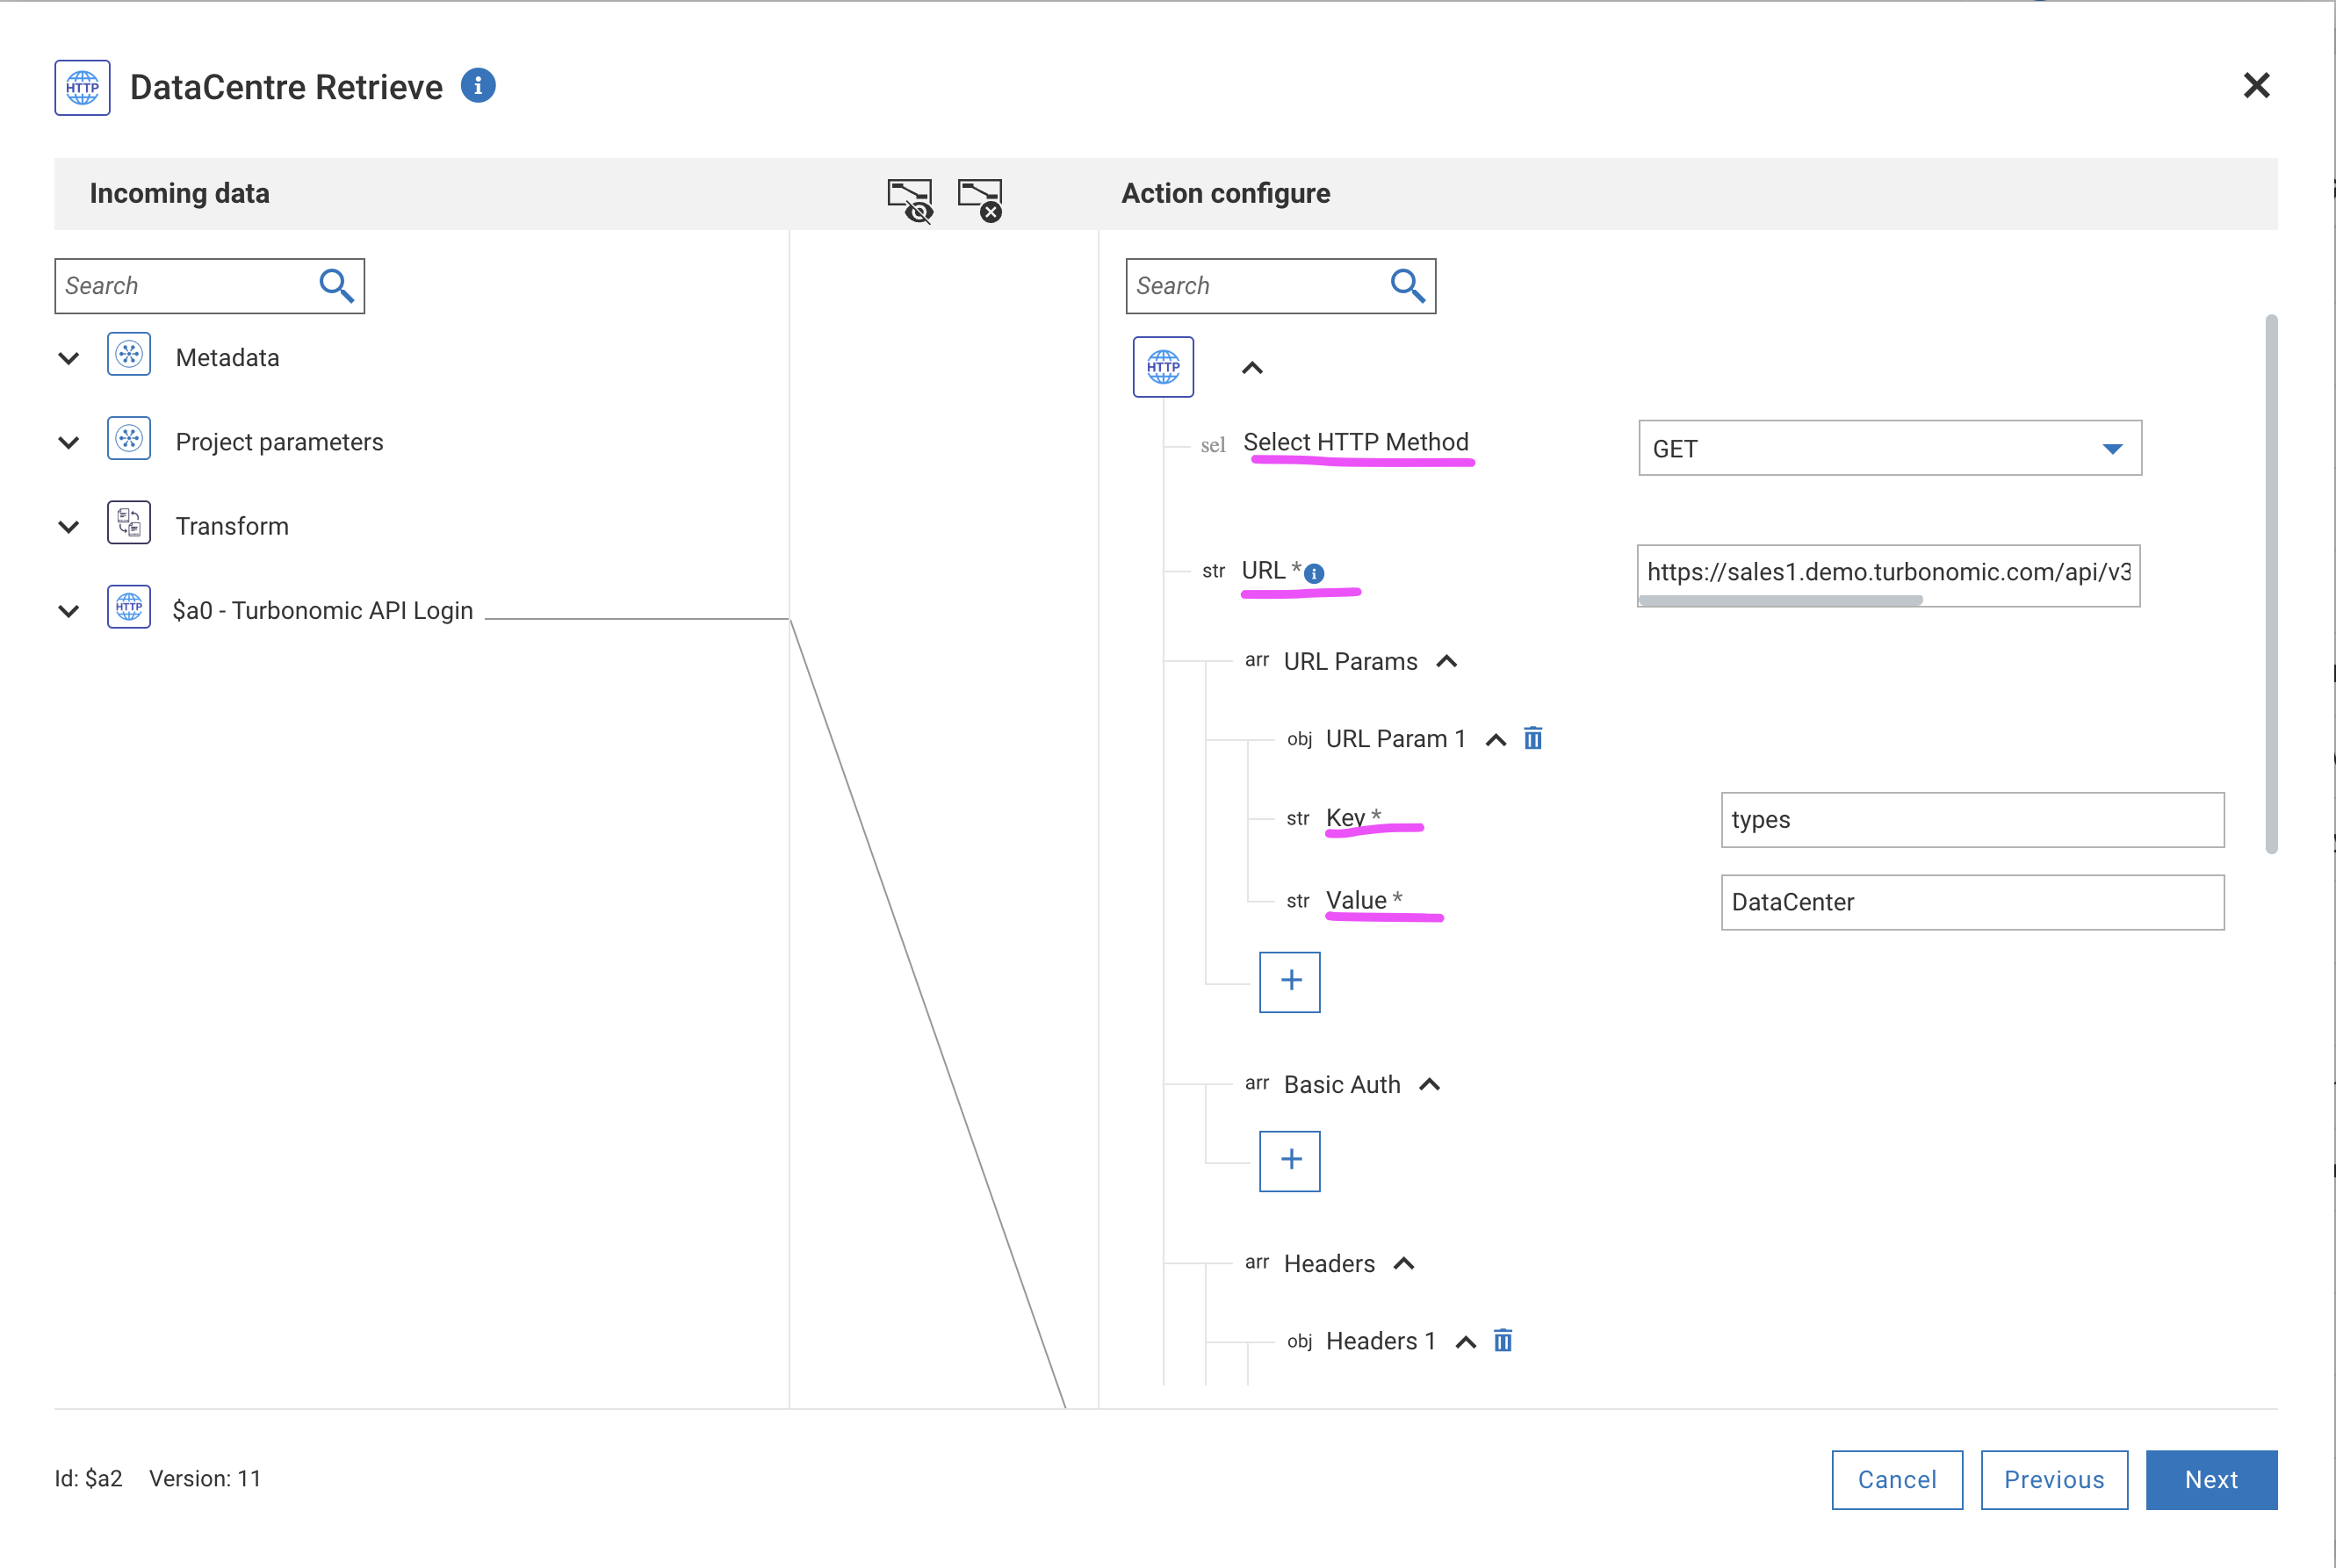 HTTP DataCentre Retrieve i
Incoming data
Action configure
Search
Search
Metadata
HTTP
Project parameters
sel Select HTTP Method GET
Transform
str URL * i https://sales1.demo.turbonomic.com/api/v3
HTTP $a0 - Turbonomic API Login
arr URL Params
obj URL Param 1
str Key * types
str Value * DataCenter
+
arr Basic Auth
+
arr Headers
obj Headers 1
Id: $a2 Version: 11
Cancel Previous Next